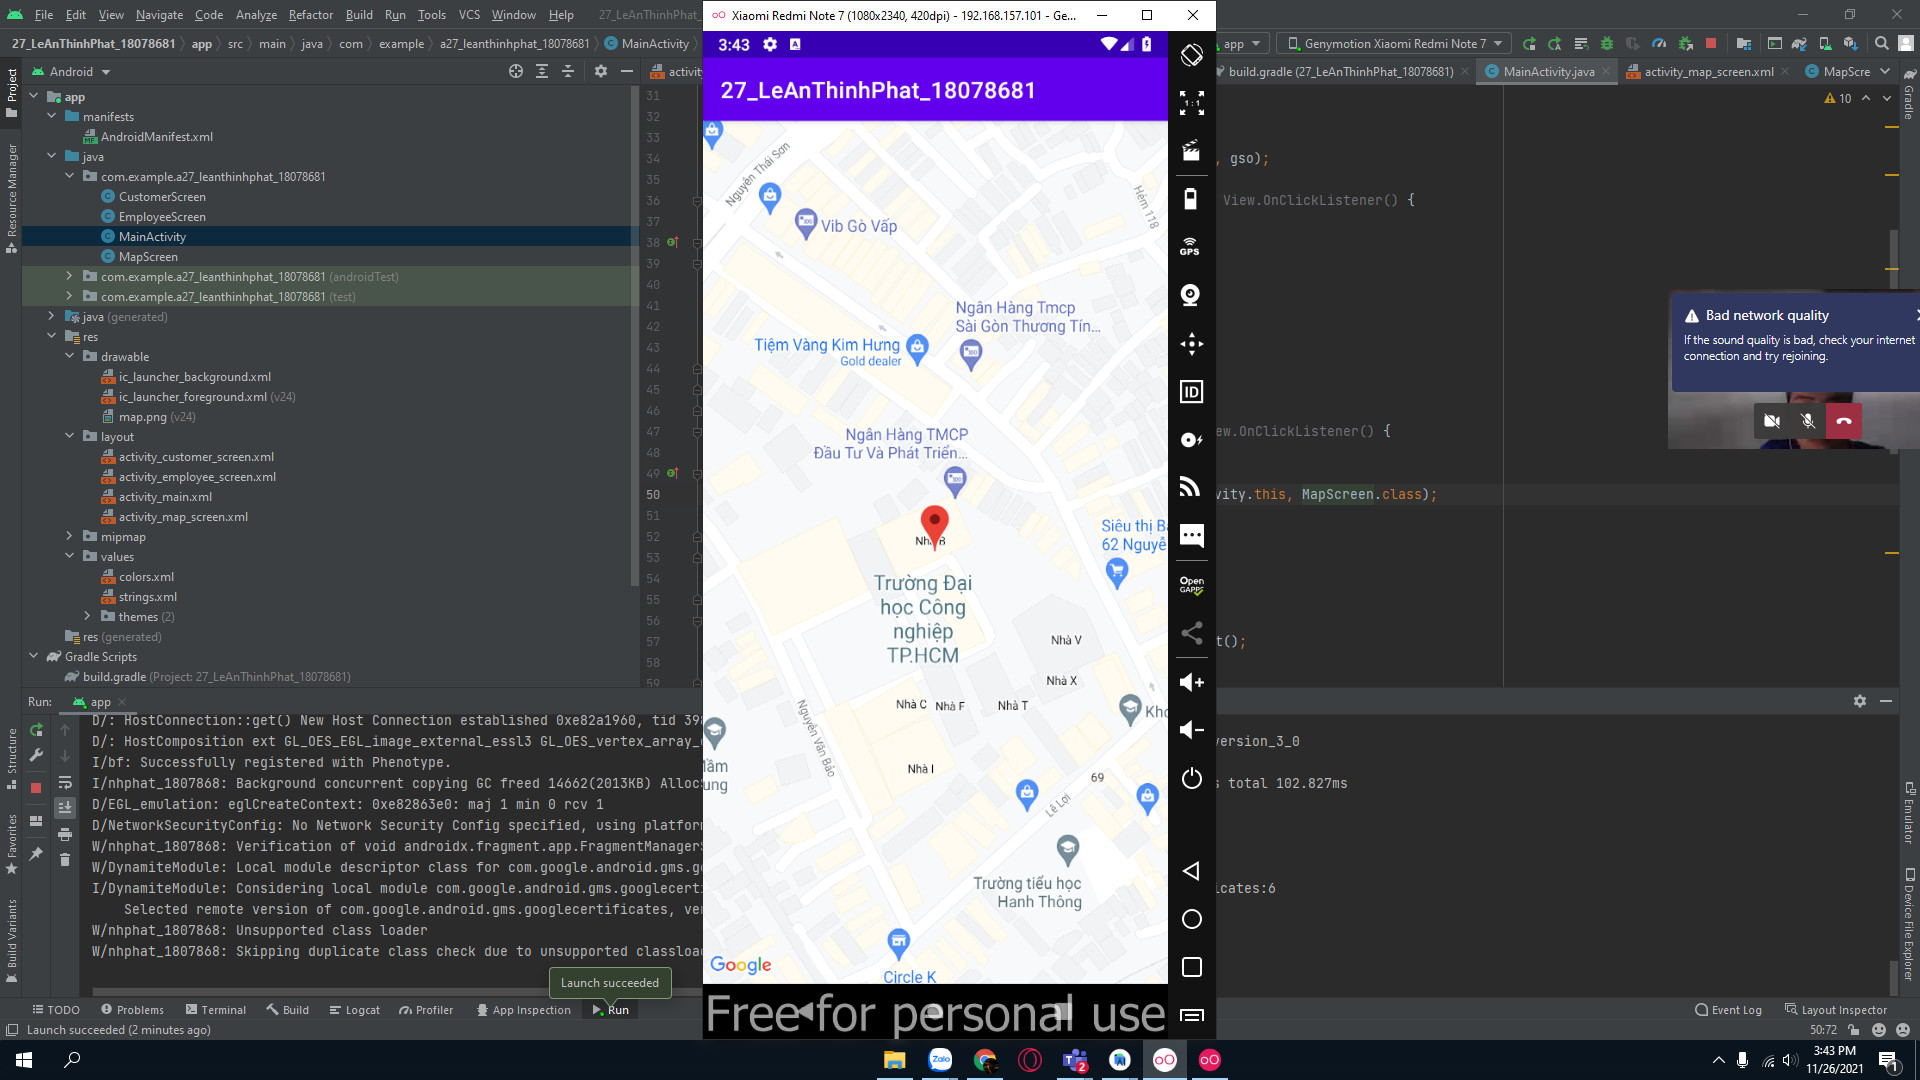 File Edit View Navigate Code Analyze Refactor Build Run Tools VCS Window Help 27_LeAnThinhPhat_
27_LeAnThinhPhat_18078681 app src main java com example a27_leanthinhphat_18078681 MainActivity
app Genymotion Xiaomi Redmi Note 7
Android
build.gradle (27_LeAnThinhPhat_18078681) MainActivity.java activity_map_screen.xml MapScre
10
Project
Resource Manager
Structure
Favorites
Build Variants
Gradle
Emulator
Device File Explorer
app
manifests
AndroidManifest.xml
java
com.example.a27_leanthinhphat_18078681
CustomerScreen
EmployeeScreen
MainActivity
MapScreen
com.example.a27_leanthinhphat_18078681 (androidTest)
com.example.a27_leanthinhphat_18078681 (test)
java (generated)
res
drawable
ic_launcher_background.xml
ic_launcher_foreground.xml (v24)
map.png (v24)
layout
activity_customer_screen.xml
activity_employee_screen.xml
activity_main.xml
activity_map_screen.xml
mipmap
values
colors.xml
strings.xml
themes (2)
res (generated)
Gradle Scripts
build.gradle (Project: 27_LeAnThinhPhat_18078681)
31
32
33
34
35
36
37
38
39
40
41
42
43
44
45
46
47
48
49
50
51
52
53
54
55
56
57
58
59
, gso);
View.OnClickListener() {
ew.OnClickListener() {
vity.this, MapScreen.class);
t();
Xiaomi Redmi Note 7 (1080x2340, 420dpi) - 192.168.157.101 - Ge...
3:43
27_LeAnThinhPhat_18078681
Nguyễn Thái Sơn
Hẻm 118
Vib Gò Vấp
Ngân Hàng Tmcp
Sài Gòn Thương Tín...
Tiệm Vàng Kim Hưng
Gold dealer
Ngân Hàng TMCP
Đầu Tư Và Phát Triển...
Siêu thị B
62 Nguyễ
Trường Đại
học Công
nghiệp
TP.HCM
Nhà V
Nhà X
Nhà C Nhà F Nhà T
Nhà I
Nguyễn Văn Bảo
Lê Lợi
69
Trường tiểu học
Hanh Thông
Circle K
Google
Free for personal use
1:1
GPS
ID
Open
GAPPS
Bad network quality
If the sound quality is bad, check your internet
connection and try rejoining.
Run: app
D/: HostConnection::get() New Host Connection established 0xe82a1960, tid 39
D/: HostComposition ext GL_OES_EGL_image_external_essl3 GL_OES_vertex_array_
version_3_0
I/bf: Successfully registered with Phenotype.
I/nhphat_1807868: Background concurrent copying GC freed 14662(2013KB) Alloc
s total 102.827ms
D/EGL_emulation: eglCreateContext: 0xe82863e0: maj 1 min 0 rcv 1
D/NetworkSecurityConfig: No Network Security Config specified, using platfor
W/nhphat_1807868: Verification of void androidx.fragment.app.FragmentManager
W/DynamiteModule: Local module descriptor class for com.google.android.gms.g
I/DynamiteModule: Considering local module com.google.android.gms.googlecert
icates:6
Selected remote version of com.google.android.gms.googlecertificates, ve
W/nhphat_1807868: Unsupported class loader
W/nhphat_1807868: Skipping duplicate class check due to unsupported classloa
Launch succeeded
TODO Problems Terminal Build Logcat Profiler App Inspection Run Event Log Layout Inspector
Launch succeeded (2 minutes ago) 50:72
Zalo
2
3:43 PM
11/26/2021
1